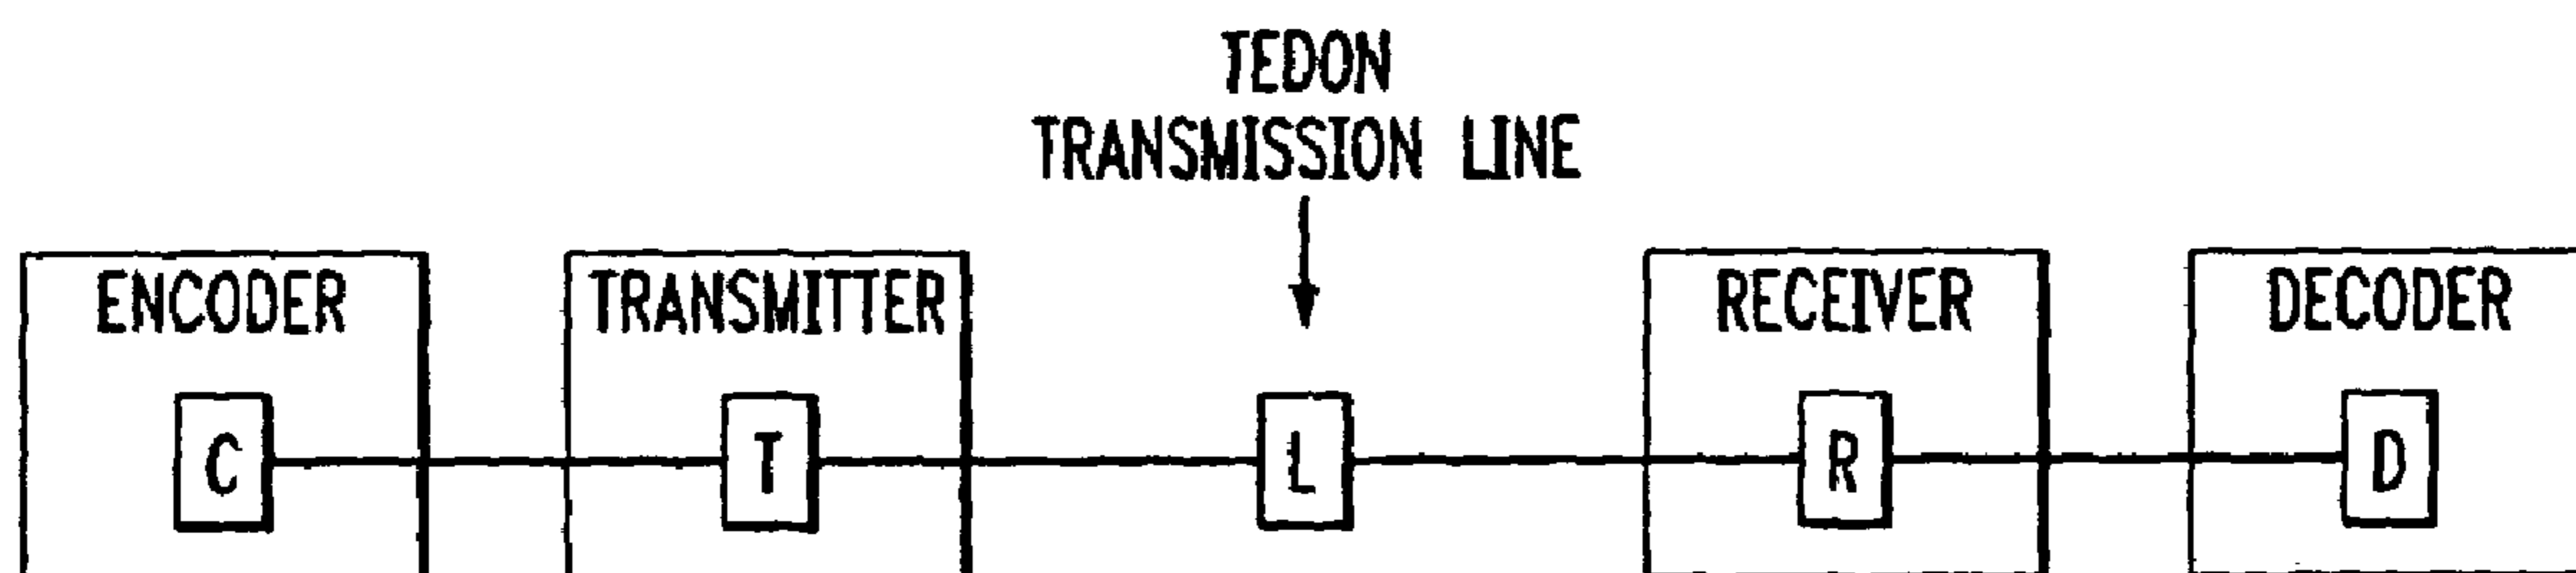 TEDON
TRANSMISSION LINE
ENCODER
TRANSMITTER
RECEIVER
DECODER
C
T
L
R
D